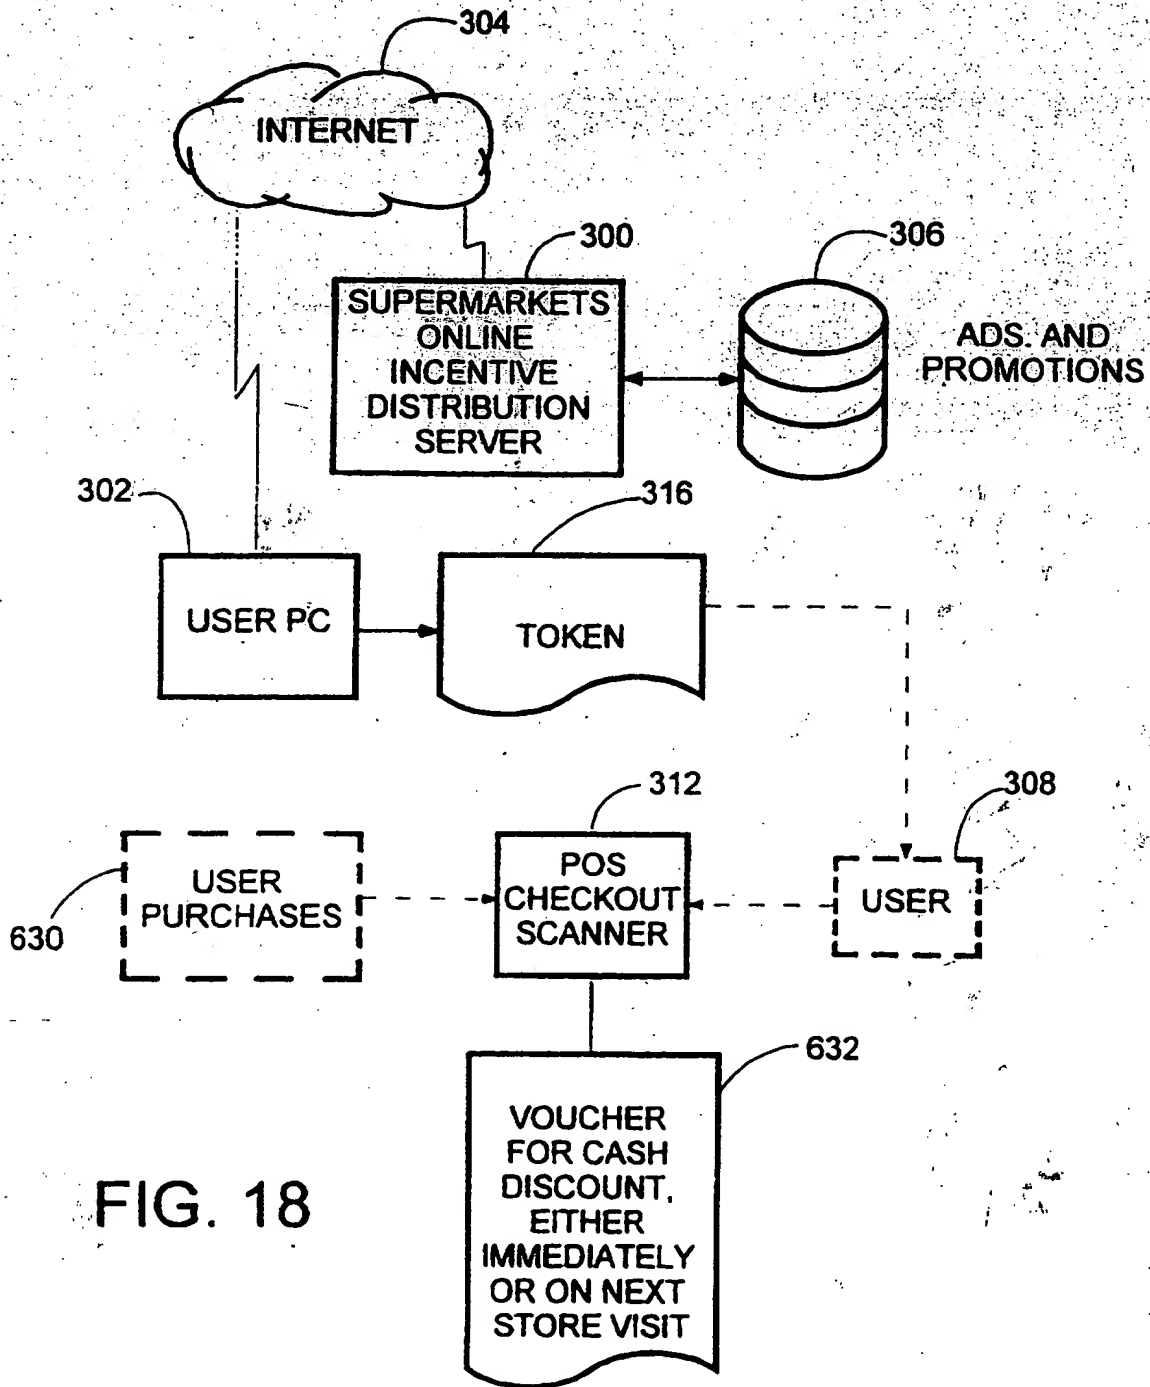 304
INTERNET
300
306
SUPERMARKETS
ONLINE
INCENTIVE
DISTRIBUTION
SERVER
ADS. AND
PROMOTIONS
302
316
USER PC
TOKEN
312
308
USER
PURCHASES
POS
CHECKOUT
SCANNER
USER
630
632
VOUCHER
FOR CASH
DISCOUNT,
EITHER
IMMEDIATELY
OR ON NEXT
STORE VISIT
FIG. 18